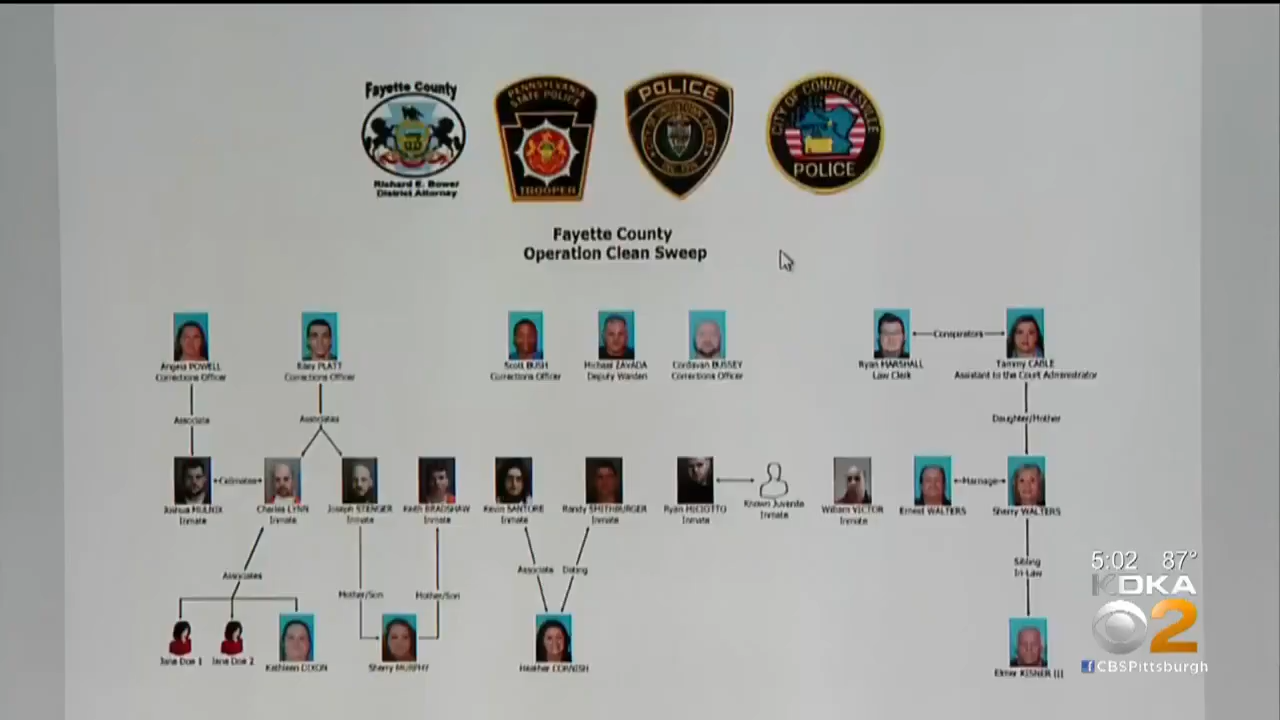 Fayette County
Richard E. Bower
District Attorney
PENNSYLVANIA
STATE POLICE
TROOPER
POLICE
CITY OF CONNELLSVILLE
POLICE
Fayette County
Operation Clean Sweep
Angela POWELL
Corrections Officer
PLATT
Corrections Officer
Scott BUSH
Corrections Officer
Michael ZAVADA
Deputy Warden
Cordavan BUSSEY
Corrections Officer
Ryan MARSHALL
Law Clerk
Conspirators
Tammy CABLE
Assistant to the Court Administrator
Associate
Associates
Daughter/Mother
Joshua MULNIX
Inmate
Cellmates
Charles LYNN
Inmate
Joseph STENGER
Inmate
Keith BRADSHAW
Inmate
Kevin SANTORE
Inmate
Randy SMITHBURGER
Inmate
Ryan MICIOTTO
Inmate
Known Juvenile
Inmate
William VICTOR
Inmate
Ernest WALTERS
Marriage
Sherry WALTERS
Associates
Mother/Son
Mother/Son
Associate
Dating
Sibling
In-Law
Jane Doe 1
Jane Doe 2
Kathleen DIXON
Sherry MURPHY
Heather CORNISH
Elmer KISNER III
5:02 87°
KDKA
2
f CBSPittsburgh